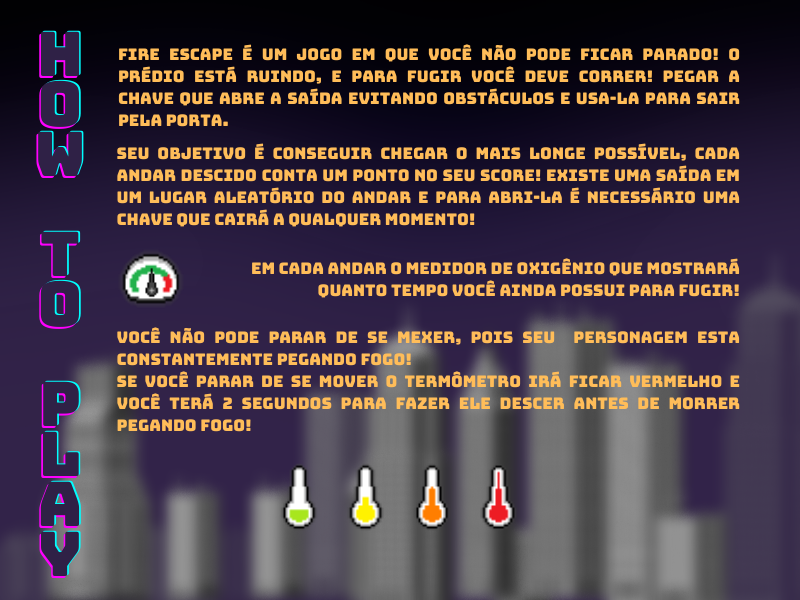 HOW TO PLAY
FIRE ESCAPE É UM JOGO EM QUE VOCÊ NÃO PODE FICAR PARADO! O
PRÉDIO ESTÁ RUINDO, E PARA FUGIR VOCÊ DEVE CORRER! PEGAR A
CHAVE QUE ABRE A SAÍDA EVITANDO OBSTÁCULOS E USA-LA PARA SAIR
PELA PORTA.
SEU OBJETIVO É CONSEGUIR CHEGAR O MAIS LONGE POSSÍVEL, CADA
ANDAR DESCIDO CONTA UM PONTO NO SEU SCORE! EXISTE UMA SAÍDA EM
UM LUGAR ALEATÓRIO DO ANDAR E PARA ABRI-LA É NECESSÁRIO UMA
CHAVE QUE CAIRÁ A QUALQUER MOMENTO!
EM CADA ANDAR O MEDIDOR DE OXIGÊNIO QUE MOSTRARÁ
QUANTO TEMPO VOCÊ AINDA POSSUI PARA FUGIR!
VOCÊ NÃO PODE PARAR DE SE MEXER, POIS SEU PERSONAGEM ESTA
CONSTANTEMENTE PEGANDO FOGO!
SE VOCÊ PARAR DE SE MOVER O TERMÔMETRO IRÁ FICAR VERMELHO E
VOCÊ TERÁ 2 SEGUNDOS PARA FAZER ELE DESCER ANTES DE MORRER
PEGANDO FOGO!